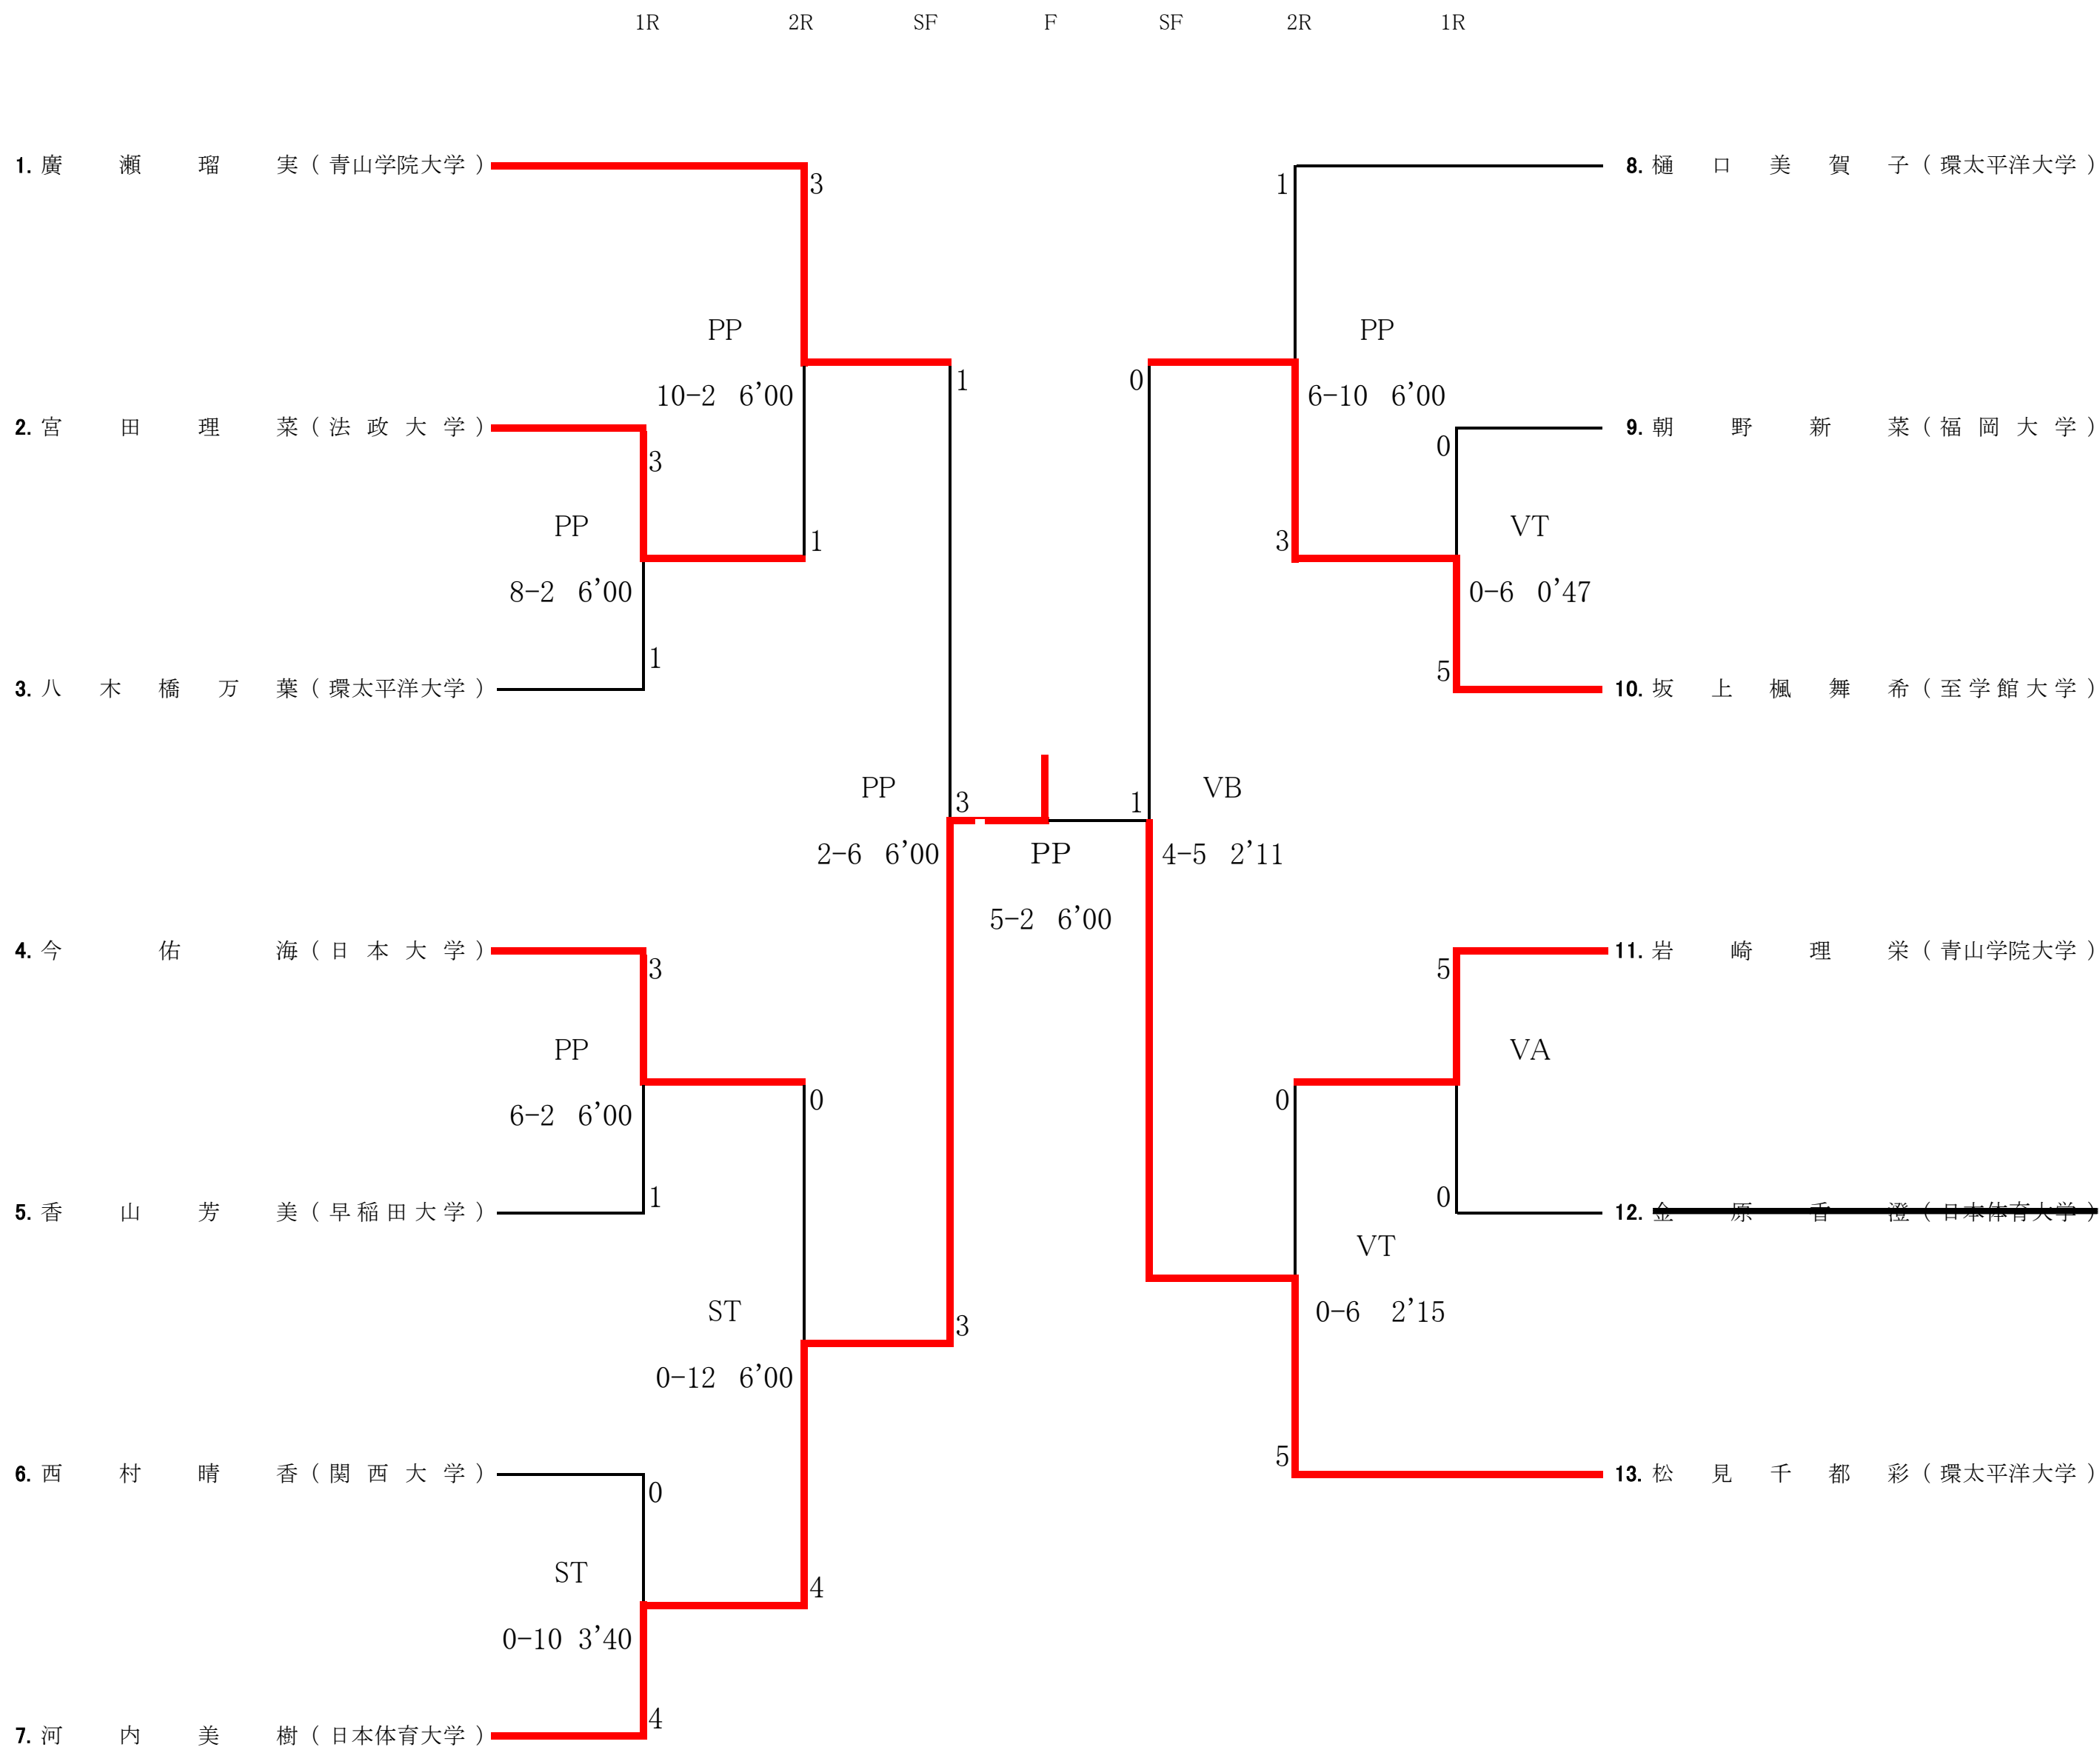 1R 2R SF F SF 2R 1R
1. 廣瀬瑠実 ( 青山学院大学 )
3
1
8. 樋口美賀子 ( 環太平洋大学 )
PP
PP
10-2 6'00
1
0
6-10 6'00
2. 宮田理菜 ( 法政大学 )
3
0
9. 朝野新菜 ( 福岡大学 )
PP
1
3
VT
8-2 6'00
0-6 0'47
1
5
3. 八木橋万葉 ( 環太平洋大学 )
10. 坂上楓舞希 ( 至学館大学 )
PP
3
1
VB
2-6 6'00
PP
4-5 2'11
5-2 6'00
4. 今佑海 ( 日本大学 )
3
5
11. 岩崎理栄 ( 青山学院大学 )
PP
VA
6-2 6'00
0
0
1
0
5. 香山芳美 ( 早稲田大学 )
12. 金原香澄 ( 日本体育大学 )
VT
ST
3
0-6 2'15
0-12 6'00
5
6. 西村晴香 ( 関西大学 )
0
13. 松見千都彩 ( 環太平洋大学 )
ST
4
0-10 3'40
4
7. 河内美樹 ( 日本体育大学 )